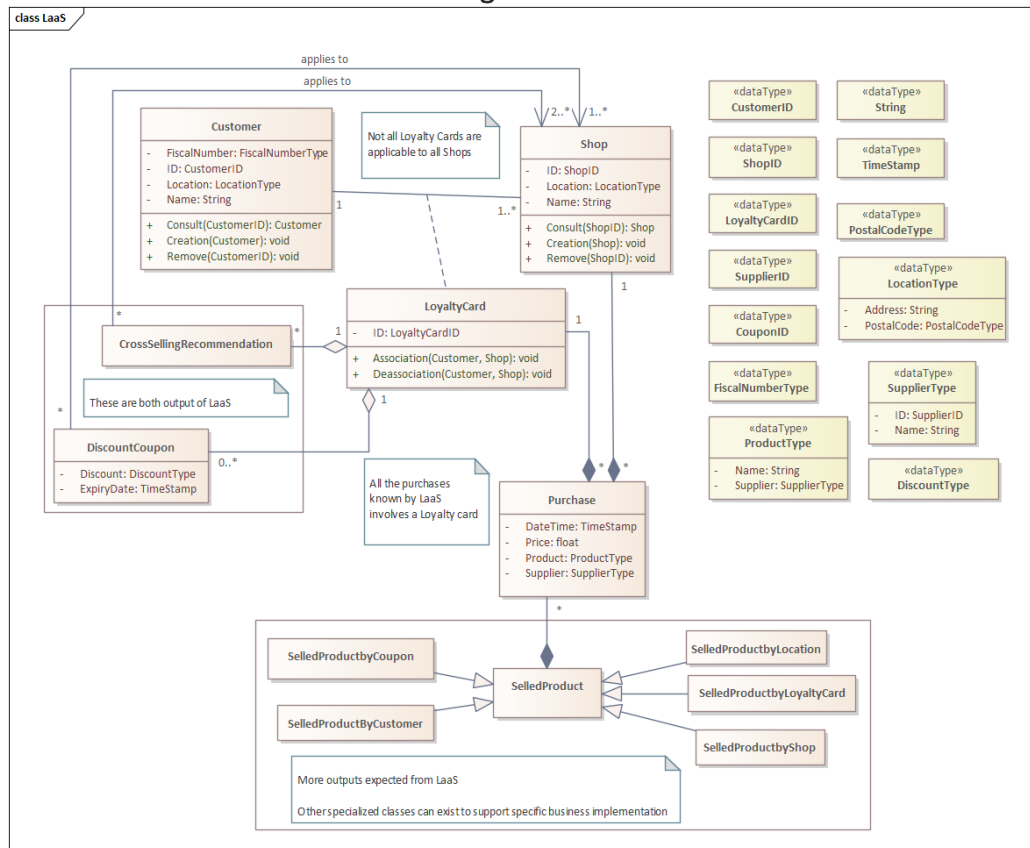 class LaaS
applies to
applies to
2..*
1..*
Customer
- FiscalNumber: FiscalNumberType
- ID: CustomerID
- Location: LocationType
- Name: String
+ Consult(CustomerID): Customer
+ Creation(Customer): void
+ Remove(CustomerID): void
Not all Loyalty Cards are
applicable to all Shops
Shop
- ID: ShopID
- Location: LocationType
- Name: String
+ Consult(ShopID): Shop
+ Creation(Shop): void
+ Remove(ShopID): void
1
1..*
1
LoyaltyCard
- ID: LoyaltyCardID
+ Association(Customer, Shop): void
+ Deassociation(Customer, Shop): void
1
1
1
*
*
CrossSellingRecommendation
These are both output of LaaS
*
DiscountCoupon
- Discount: DiscountType
- ExpiryDate: TimeStamp
0..*
All the purchases
known by LaaS
involves a Loyalty card
*
*
Purchase
- DateTime: TimeStamp
- Price: float
- Product: ProductType
- Supplier: SupplierType
*
SelledProductbyCoupon
SelledProductByCustomer
SelledProduct
SelledProductbyLocation
SelledProductbyLoyaltyCard
SelledProductbyShop
More outputs expected from LaaS
Other specialized classes can exist to support specific business implementation
«dataType»
CustomerID
«dataType»
String
«dataType»
ShopID
«dataType»
TimeStamp
«dataType»
LoyaltyCardID
«dataType»
PostalCodeType
«dataType»
SupplierID
«dataType»
LocationType
- Address: String
- PostalCode: PostalCodeType
«dataType»
CouponID
«dataType»
FiscalNumberType
«dataType»
SupplierType
- ID: SupplierID
- Name: String
«dataType»
ProductType
- Name: String
- Supplier: SupplierType
«dataType»
DiscountType